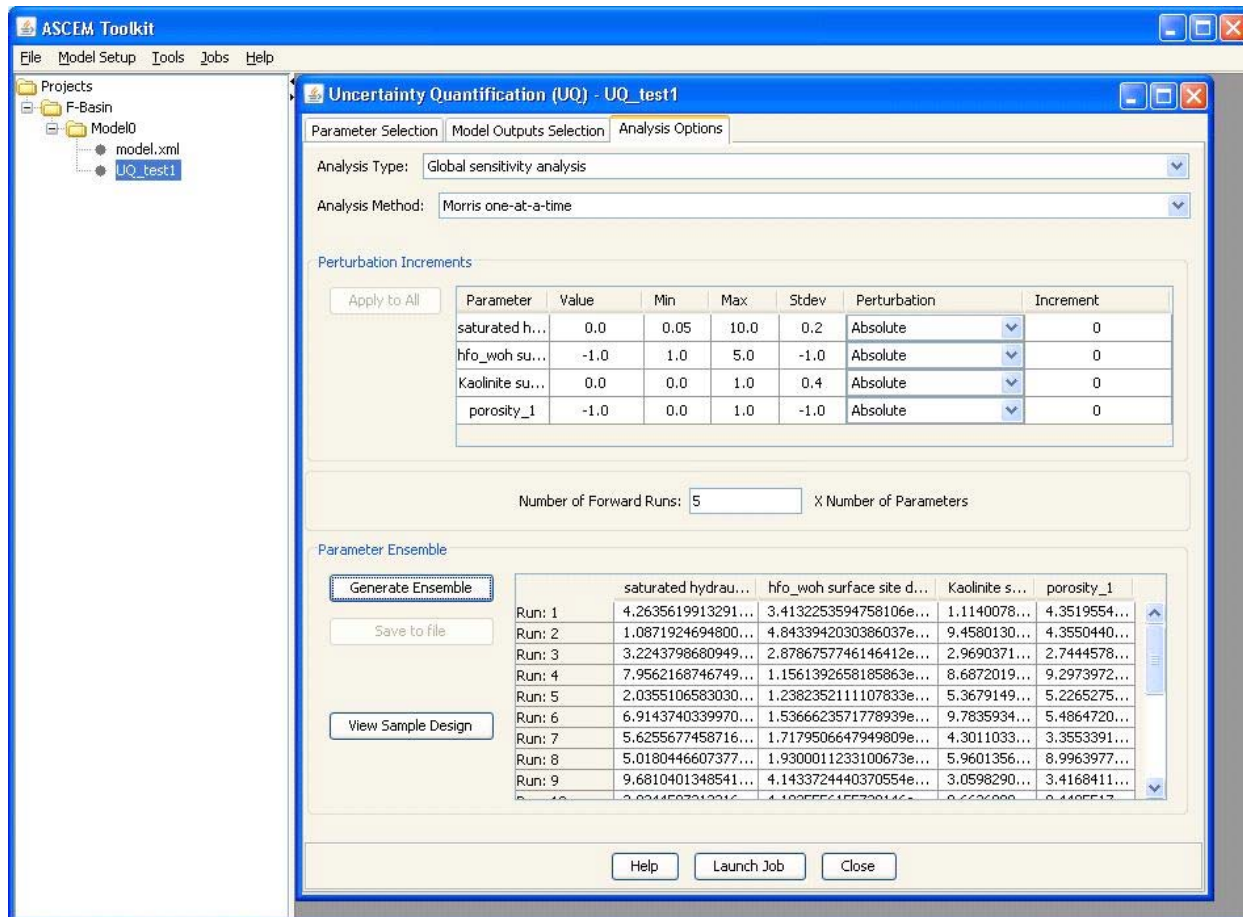 ASCEM Toolkit
File Model Setup Tools Jobs Help
Projects
F-Basin
Model0
model.xml
UQ_test1
Uncertainty Quantification (UQ) - UQ_test1
Parameter Selection Model Outputs Selection Analysis Options
Analysis Type: Global sensitivity analysis
Analysis Method: Morris one-at-a-time
Perturbation Increments
Apply to All
Parameter Value Min Max Stdev Perturbation Increment
saturated h... 0.0 0.05 10.0 0.2 Absolute 0
hfo_woh su... -1.0 1.0 5.0 -1.0 Absolute 0
Kaolinite su... 0.0 0.0 1.0 0.4 Absolute 0
porosity_1 -1.0 0.0 1.0 -1.0 Absolute 0
Number of Forward Runs: 5 X Number of Parameters
Parameter Ensemble
Generate Ensemble
Save to file
View Sample Design
saturated hydrau... hfo_woh surface site d... Kaolinite s... porosity_1
Run: 1 4.2635619913291... 3.4132253594758106e... 1.1140078... 4.3519554...
Run: 2 1.0871924694800... 4.8433942030386037e... 9.4580130... 4.3550440...
Run: 3 3.2243798680949... 2.8786757746146412e... 2.9690371... 2.7444578...
Run: 4 7.9562168746749... 1.1561392658185863e... 8.6872019... 9.2973972...
Run: 5 2.0355106583030... 1.2382352111107833e... 5.3679149... 5.2265275...
Run: 6 6.9143740339970... 1.5366623571778939e... 9.7835934... 5.4864720...
Run: 7 5.6255677458716... 1.7179506647949809e... 4.3011033... 3.3553391...
Run: 8 5.0180446607377... 1.9300011233100673e... 5.9601356... 8.9963977...
Run: 9 9.6810401348541... 4.1433724440370554e... 3.0598290... 3.4168411...
Help Launch Job Close